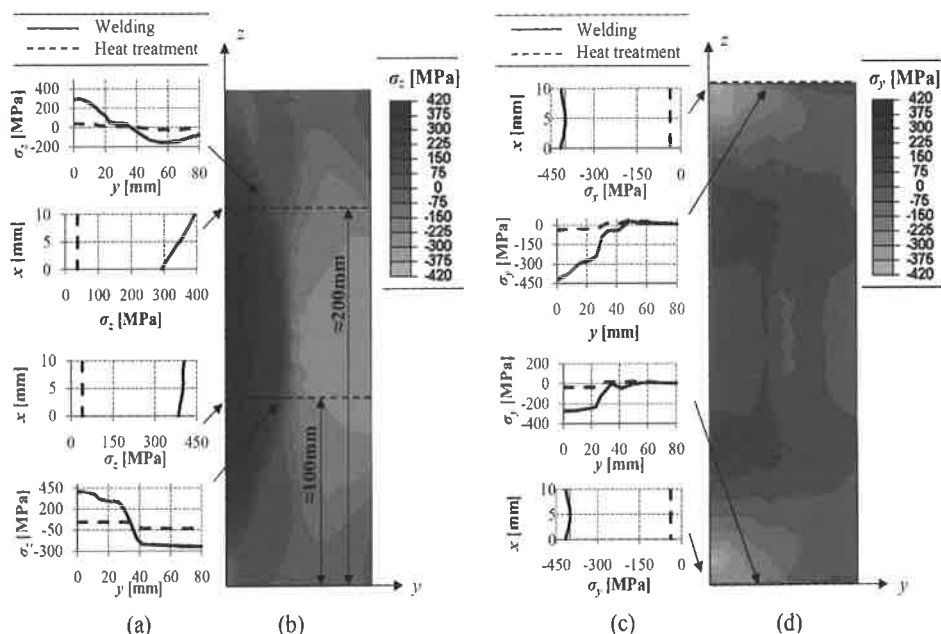 Welding
Heat treatment
z
σz [MPa]
400
200
0
-200
0 20 40 60 80
y [mm]
x [mm]
10
5
0
0 100 200 300 400
σz [MPa]
x [mm]
10
5
0
0 150 300 450
σz [MPa]
σz [MPa]
450
200
-50
-300
0 20 40 60 80
y [mm]
≈200mm
≈100mm
y
σz [MPa]
420
375
300
225
150
75
0
-75
-150
-225
-300
-375
-420
(a)
(b)
Welding
Heat treatment
z
x [mm]
10
5
0
-450 -300 -150 0
σy [MPa]
σy [MPa]
0
-150
-300
-450
0 20 40 60 80
y [mm]
σy [MPa]
200
0
-200
-400
0 20 40 60 80
y [mm]
x [mm]
10
5
0
-450 -300 -150 0
σy [MPa]
y
σy [MPa]
420
375
300
225
150
75
0
-75
-150
-225
-300
-375
-420
(c)
(d)